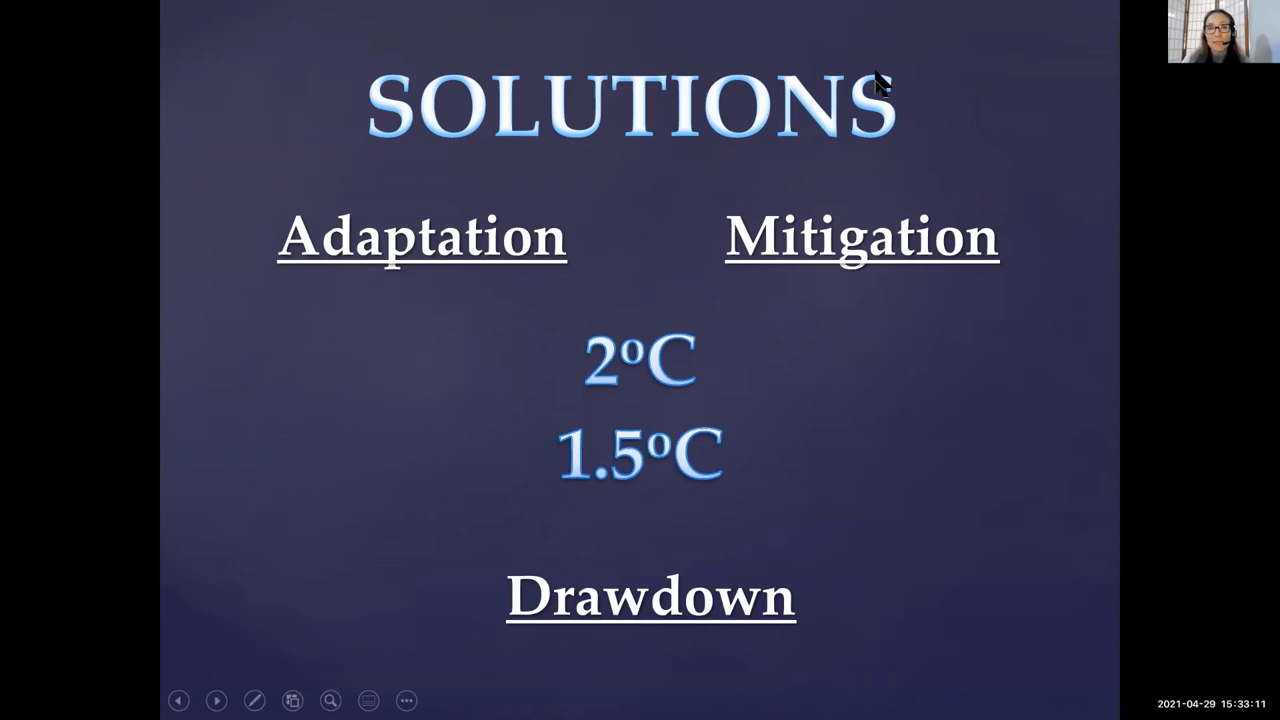 SOLUTIONS
Adaptation Mitigation
2ºC
1.5ºC
Drawdown
2021-04-29 15:33:11